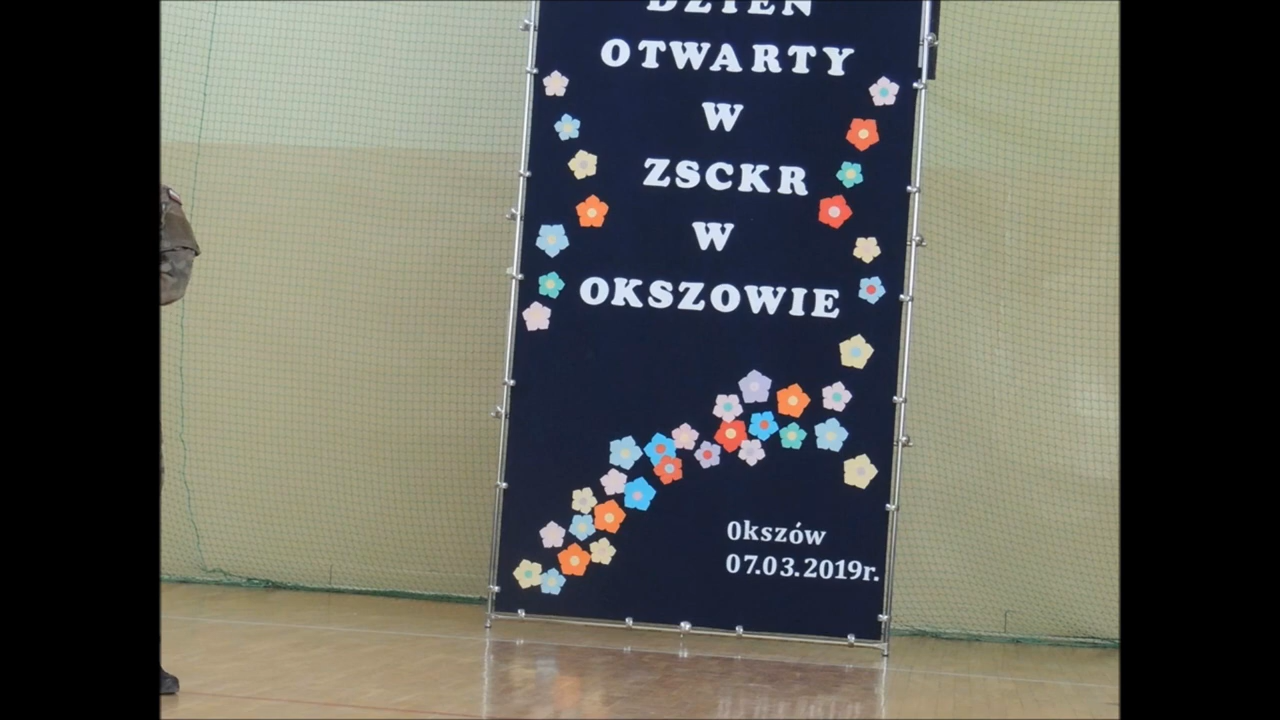 DZIEŃ
OTWARTY
W
ZSCKR
W
OKSZOWIE
Okszów
07.03.2019r.